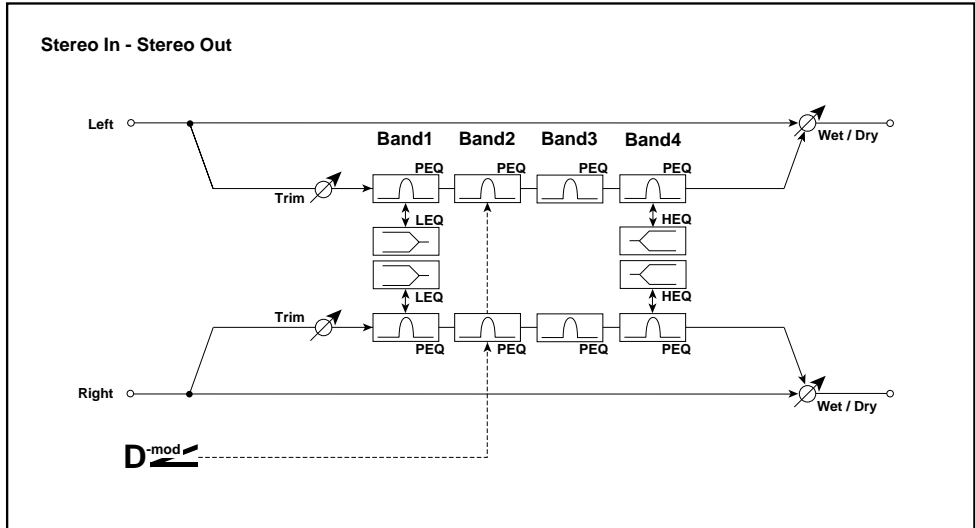 Stereo In - Stereo Out
Left
Band1 Band2 Band3 Band4
Wet / Dry
PEQ PEQ PEQ PEQ
Trim
LEQ HEQ
LEQ HEQ
Trim
PEQ PEQ PEQ PEQ
Right
Wet / Dry
D-mod